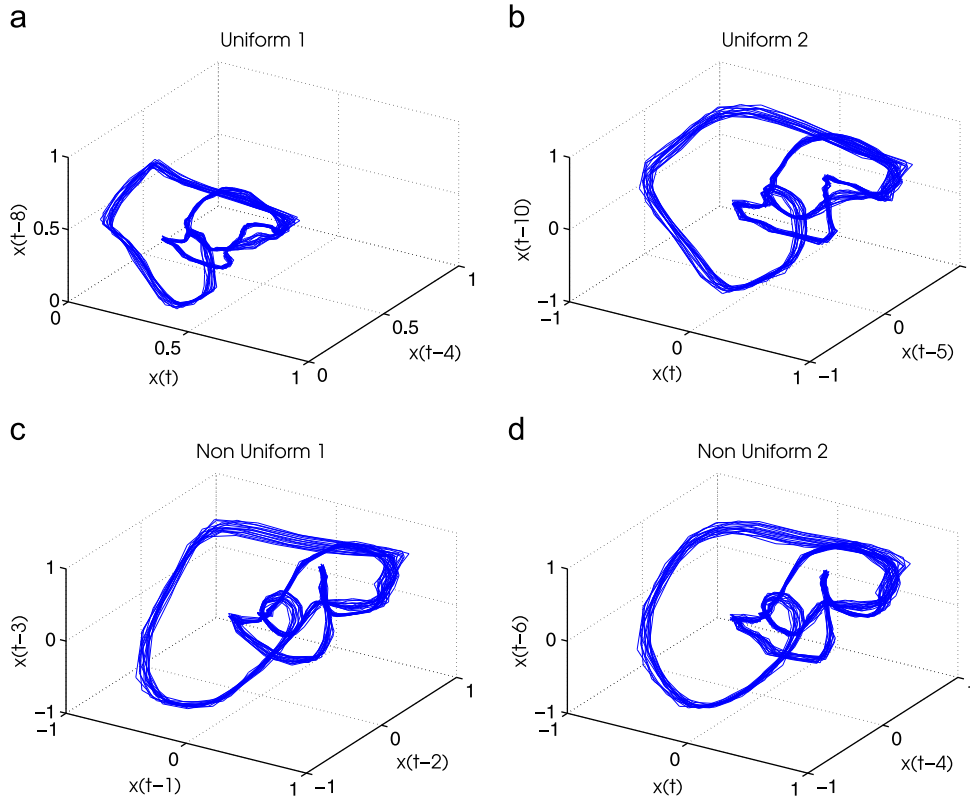 a
Uniform 1
1
0.5
0
x(t−8)
0
0.5
1
x(t)
0
0.5
1
x(t−4)
b
Uniform 2
1
0
−1
x(t−10)
−1
0
1
x(t)
−1
0
x(t−5)
c
Non Uniform 1
1
0
−1
x(t−3)
−1
0
1
x(t−1)
−1
0
1
x(t−2)
d
Non Uniform 2
1
0
−1
x(t−6)
−1
0
1
x(t)
−1
0
x(t−4)